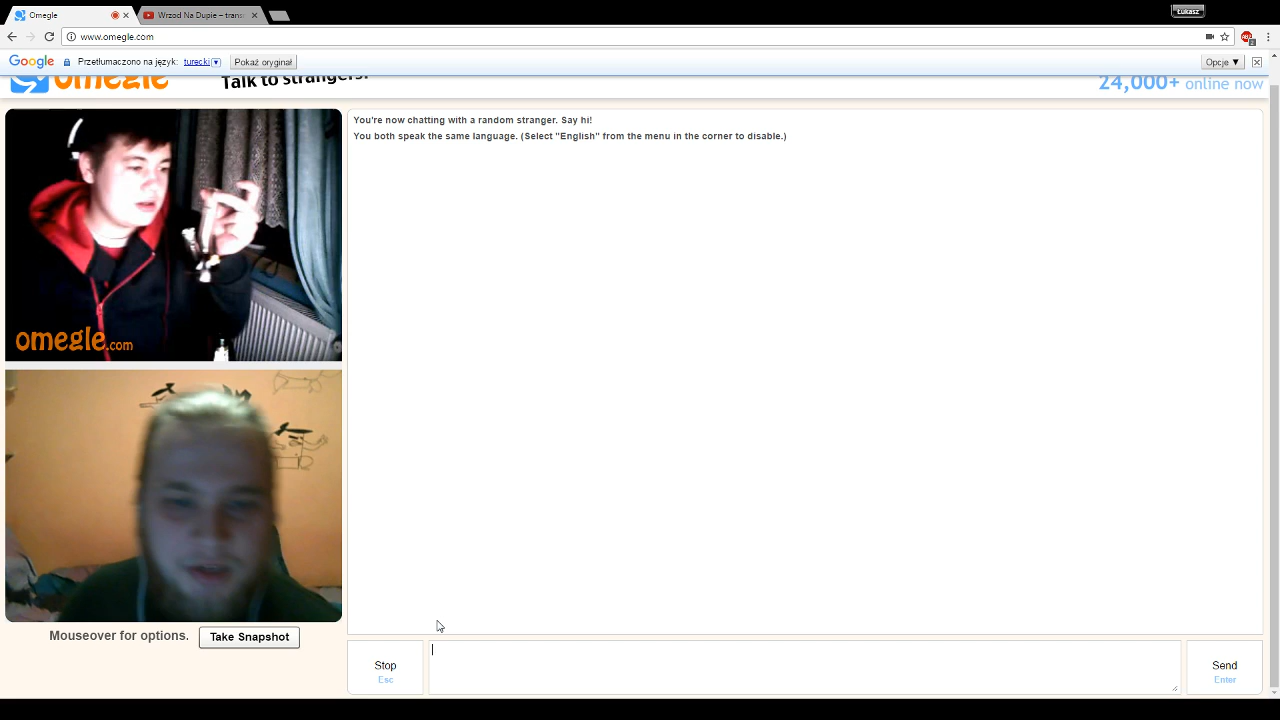 Omegle
Wrzod Na Dupie – trans
Łukasz
www.omegle.com
Google
Przetłumaczono na język:
turecki
Pokaż oryginał
Opcje ▼
omegle
Talk to strangers!
24,000+ online now
You're now chatting with a random stranger. Say hi!
You both speak the same language. (Select "English" from the menu in the corner to disable.)
omegle.com
Mouseover for options.
Take Snapshot
Stop
Esc
Send
Enter